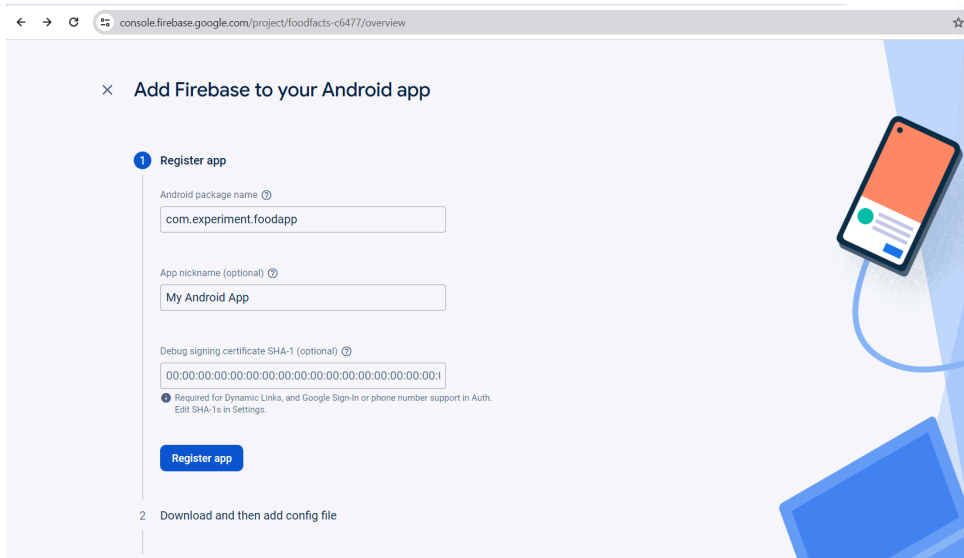 console.firebase.google.com/project/foodfacts-c6477/overview
Add Firebase to your Android app
1 Register app
Android package name
com.experiment.foodapp
App nickname (optional)
My Android App
Debug signing certificate SHA-1 (optional)
00:00:00:00:00:00:00:00:00:00:00:00:00:00:00:00:00:
Required for Dynamic Links, and Google Sign-In or phone number support in Auth.
Edit SHA-1s in Settings.
Register app
2 Download and then add config file